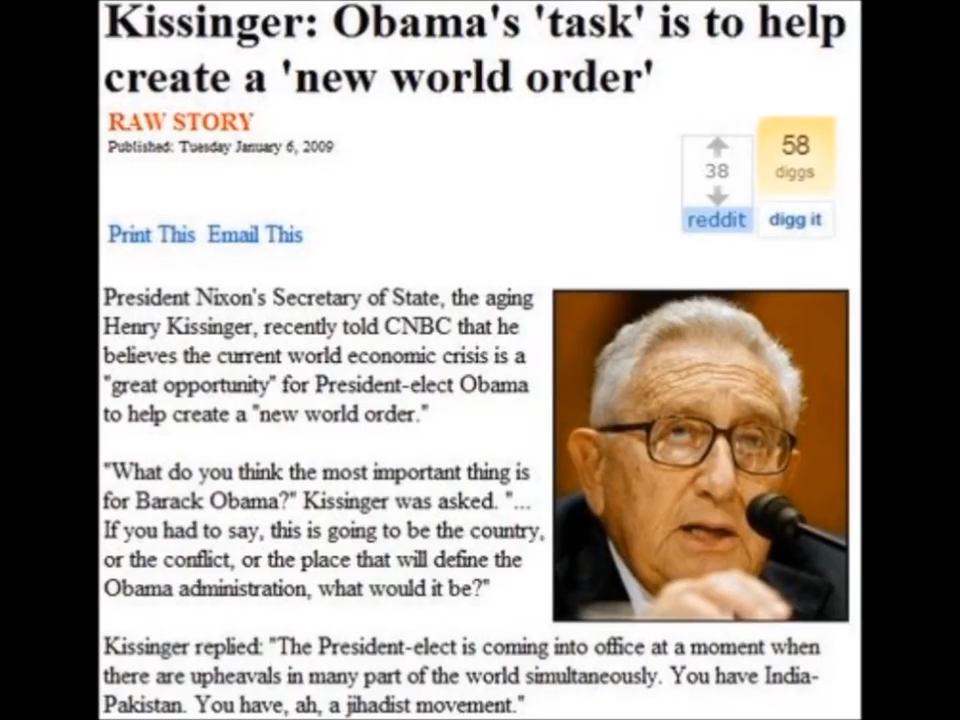 Kissinger: Obama's 'task' is to help
create a 'new world order'
RAW STORY
Published: Tuesday January 6, 2009
38
reddit
58
diggs
digg it
Print This Email This
President Nixon's Secretary of State, the aging
Henry Kissinger, recently told CNBC that he
believes the current world economic crisis is a
"great opportunity" for President-elect Obama
to help create a "new world order."
"What do you think the most important thing is
for Barack Obama?" Kissinger was asked. "...
If you had to say, this is going to be the country,
or the conflict, or the place that will define the
Obama administration, what would it be?"
Kissinger replied: "The President-elect is coming into office at a moment when
there are upheavals in many part of the world simultaneously. You have India-
Pakistan. You have, ah, a jihadist movement."